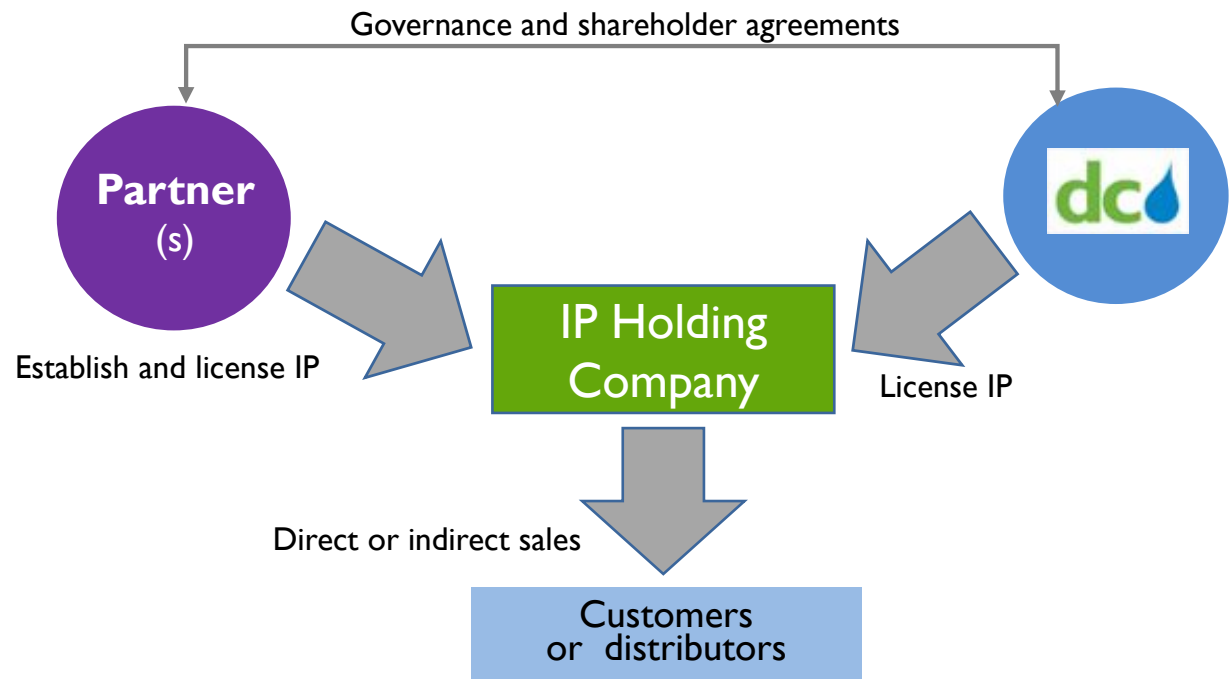 Governance and shareholder agreements
Partner
(s)
dc
IP Holding
Company
Establish and license IP
License IP
Direct or indirect sales
Customers
or distributors